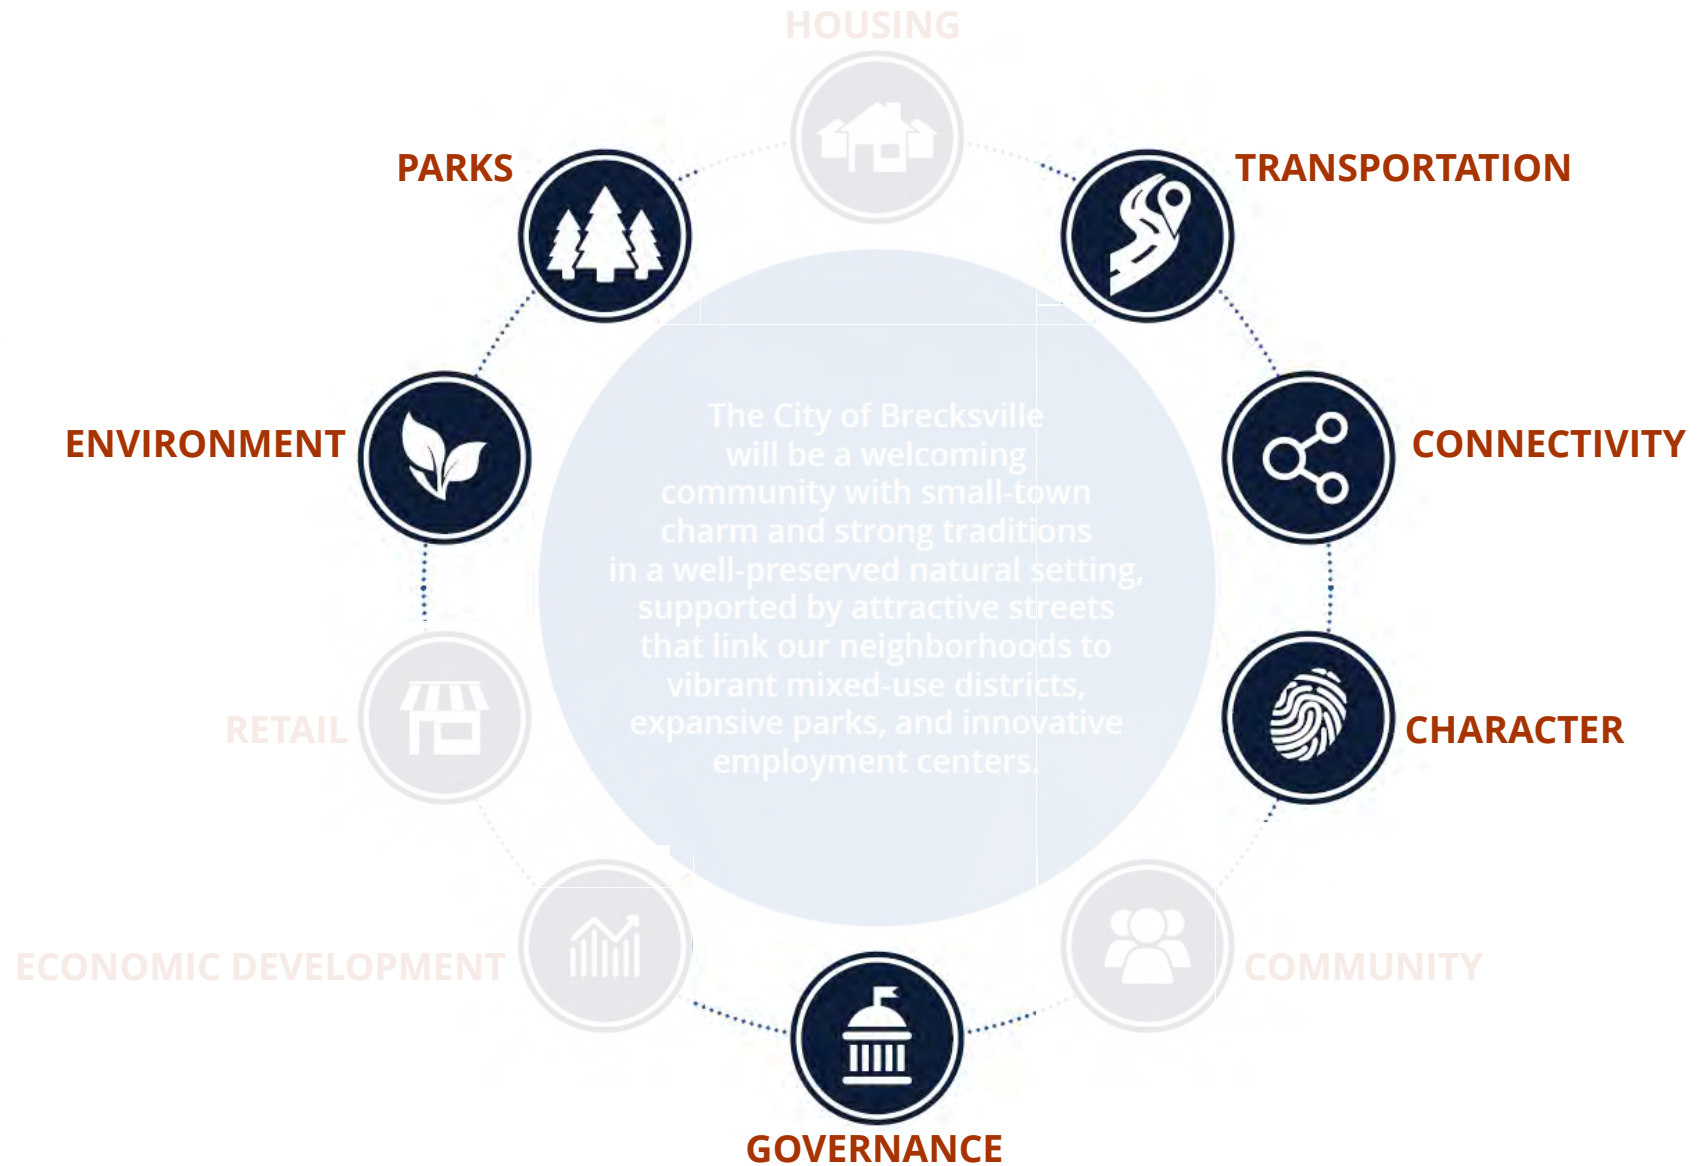 HOUSING
PARKS
TRANSPORTATION
ENVIRONMENT
CONNECTIVITY
The City of Brecksville
will be a welcoming
community with small-town
charm and strong traditions
in a well-preserved natural setting,
supported by attractive streets
that link our neighborhoods to
vibrant mixed-use districts,
expansive parks, and innovative
employment centers.
RETAIL
CHARACTER
ECONOMIC DEVELOPMENT
COMMUNITY
GOVERNANCE